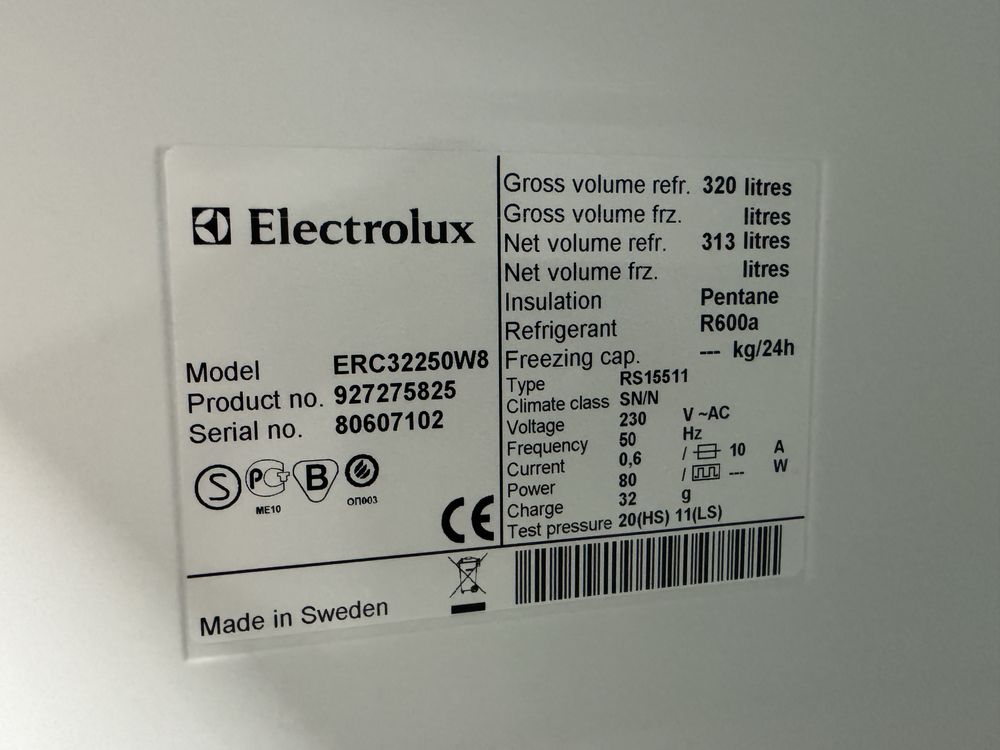 Electrolux
Model ERC32250W8
Product no. 927275825
Serial no. 80607102
S
РСТ
В
МЕ10
ОП003
CE
Gross volume refr. 320 litres
Gross volume frz. litres
Net volume refr. 313 litres
Net volume frz. litres
Insulation Pentane
Refrigerant R600a
Freezing cap. --- kg/24h
Type RS15511
Climate class SN/N
Voltage 230 V ~AC
Frequency 50 Hz
Current 0,6 / 10 A
Power 80 / --- W
Charge 32 g
Test pressure 20(HS) 11(LS)
Made in Sweden